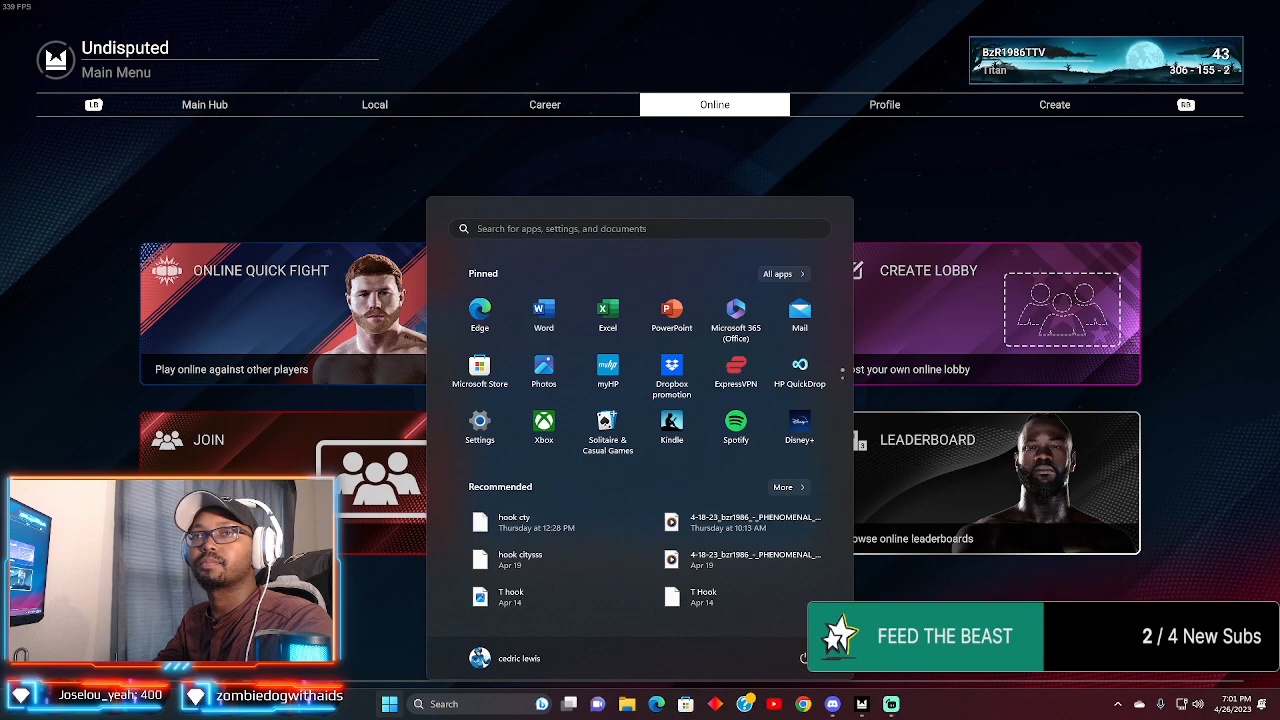 339 FPS
Undisputed
Main Menu
BzR1986TTV
43
Titan
306 - 155 - 2
LB
Main Hub
Local
Career
Online
Profile
Create
RB
Search for apps, settings, and documents
Pinned
All apps
ONLINE QUICK FIGHT
Play online against other players
CREATE LOBBY
ost your own online lobby
Edge
Word
Excel
PowerPoint
Microsoft 365
(Office)
Mail
Microsoft Store
Photos
myHP
Dropbox
promotion
ExpressVPN
HP QuickDrop
Settings
Xbox
Solitaire &
Casual Games
Kindle
Spotify
Disney+
JOIN
LEADERBOARD
owse online leaderboards
Recommended
More
hook cty
Thursday at 12:28 PM
4-18-23_bzr1986_-_PHENOMENAL_...
Thursday at 10:13 AM
hook citysss
Apr 19
4-18-23_bzr1986_-_PHENOMENAL_...
Apr 19
T hook
Apr 14
T Hook
Apr 14
cedric lewis
FEED THE BEAST
2 / 4 New Subs
Joselou_yeah: 400
zombiedogwithaids
Search
7:01 PM
4/26/2023